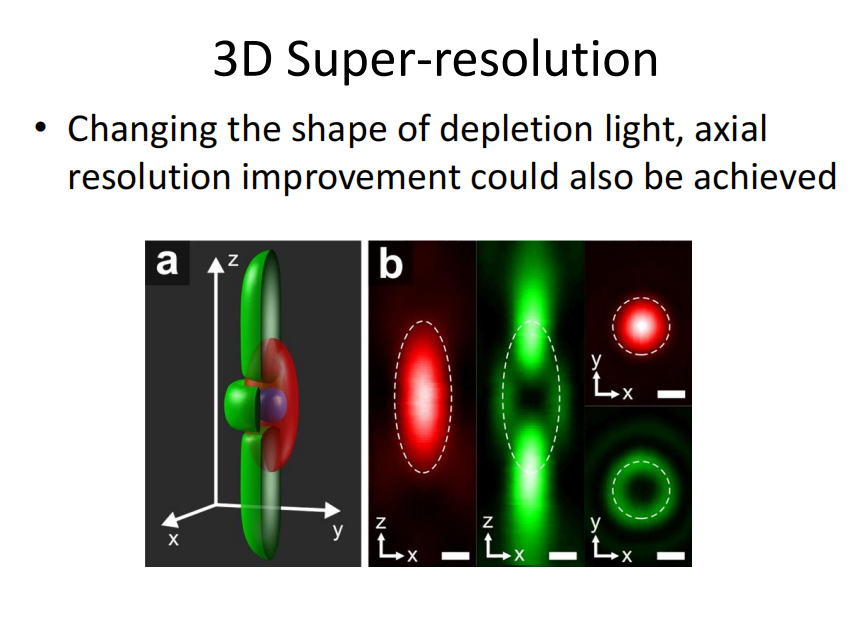 3D Super-resolution
• Changing the shape of depletion light, axial
resolution improvement could also be achieved
a
z
x
y
b
z
x
z
x
y
x
y
x